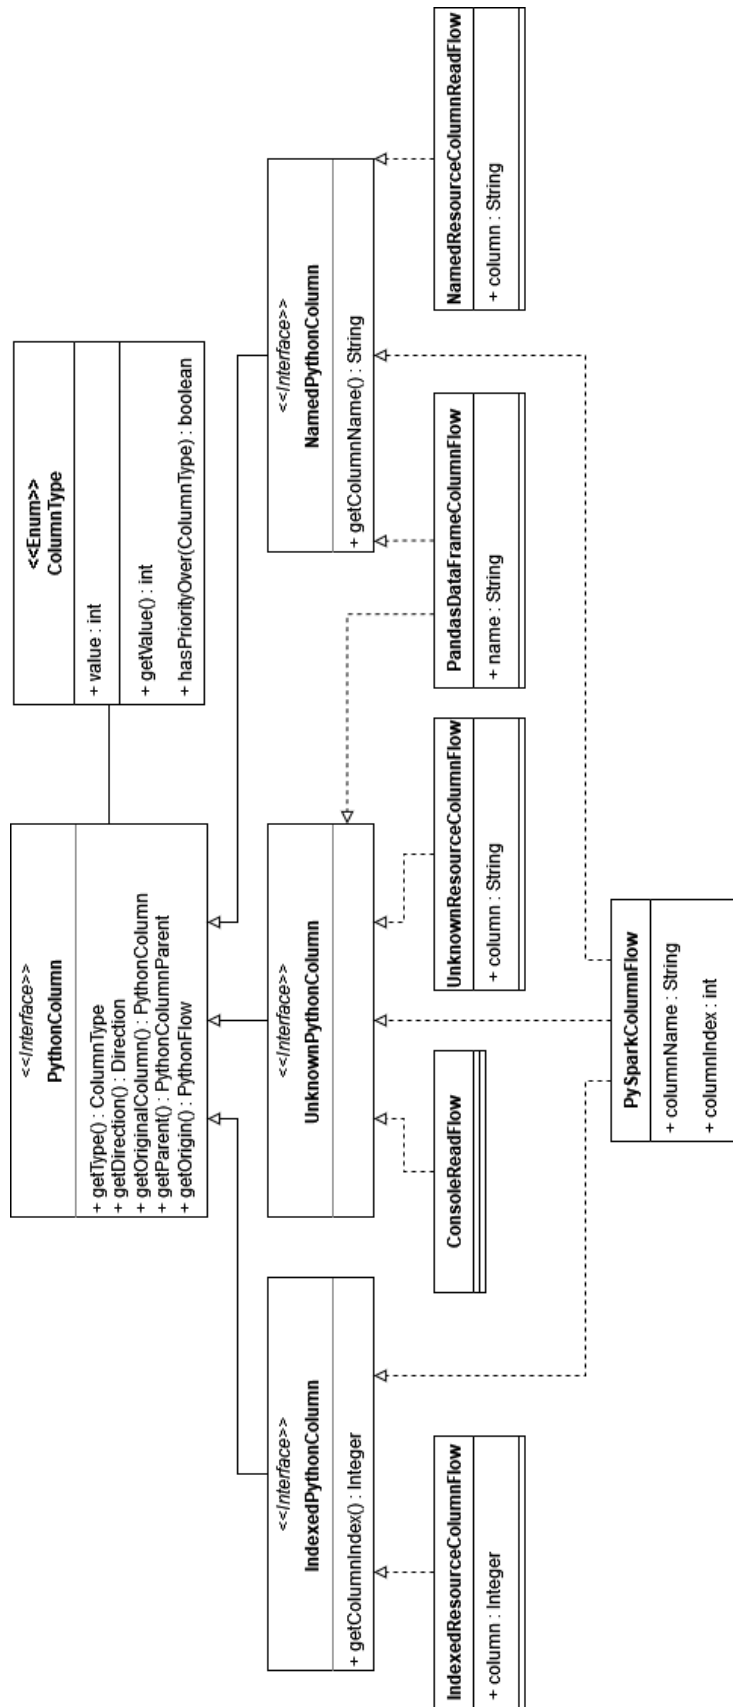 <<Interface>>
PythonColumn
+ getType() : ColumnType
+ getDirection() : Direction
+ getOriginalColumn() : PythonColumn
+ getParent() : PythonColumnParent
+ getOrigin() : PythonFlow
<<Enum>>
ColumnType
+ value : int
+ getValue() : int
+ hasPriorityOver(ColumnType) : boolean
<<Interface>>
IndexedPythonColumn
+ getColumnIndex() : Integer
<<Interface>>
UnknownPythonColumn
<<Interface>>
NamedPythonColumn
+ getColumnName() : String
IndexedResourceColumnFlow
+ column : Integer
ConsoleReadFlow
UnknownResourceColumnFlow
+ column : String
PandasDataFrameColumnFlow
+ name : String
NamedResourceColumnReadFlow
+ column : String
PySparkColumnFlow
+ columnName : String
+ columnIndex : int